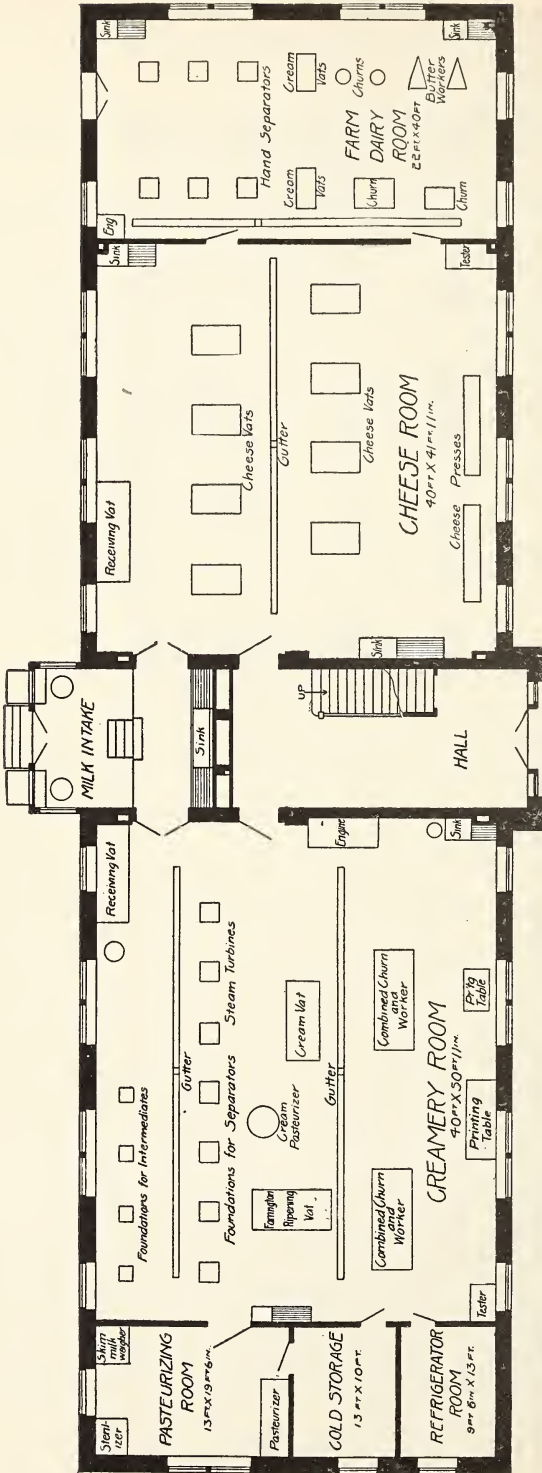 Sink
Sink
Hand Separators
Cream
Vats
Churns
Butter
Workers
FARM
DAIRY
ROOM
22 FT X 40 FT
Cream
Vats
Churn
Churn
Eng
Sink
Tester
Cheese Vats
Gutter
Cheese Vats
CHEESE ROOM
40 FT X 41 FT. 11 IN.
Cheese Presses
Receiving Vat
Sink
MILK INTAKE
Sink
UP
HALL
Receiving Vat
Engine
Sink
Foundations for Intermediates
Gutter
Foundations for Separators
Steam Turbines
Cream Vat
Cream
Pasteurizer
Farrington
Ripening
Vat.
Gutter
Combined Churn
and
Worker
Combined Churn
and
Worker
CREAMERY ROOM
40 FT X 50 FT 11 IN.
Pr't'g
Table
Printing
Table
Tester
Skim
milk
weigher
Steril-
izer
PASTEURIZING
ROOM
13 FT. X 19 FT 6 IN.
Pasteurizer
COLD STORAGE
13 FT X 10 FT.
REFRIGERATOR
ROOM
9 FT 6 IN. X 13 FT.